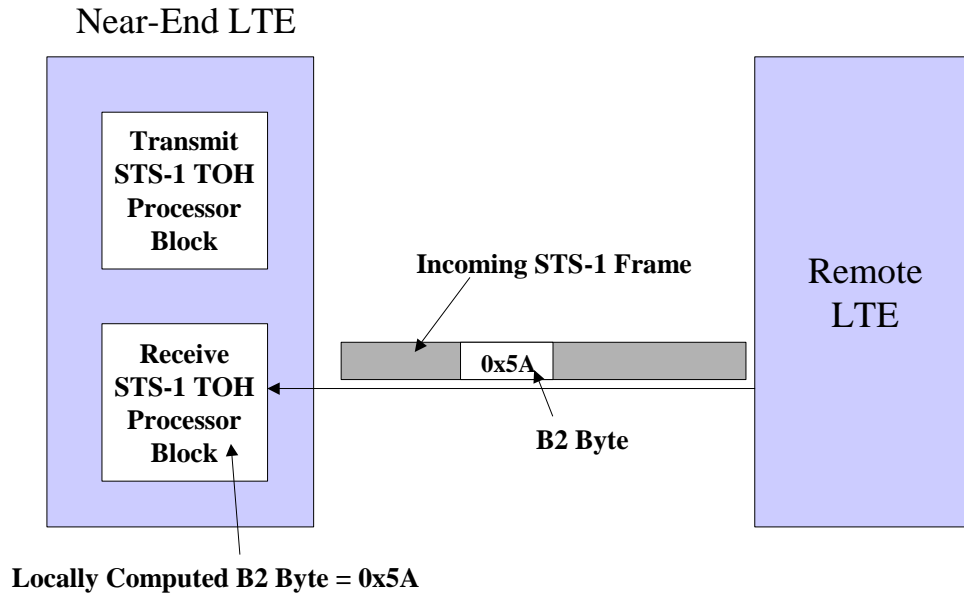 Near-End LTE
Transmit
STS-1 TOH
Processor
Block
Incoming STS-1 Frame
Remote
LTE
Receive
STS-1 TOH
Processor
Block
0x5A
B2 Byte
Locally Computed B2 Byte = 0x5A